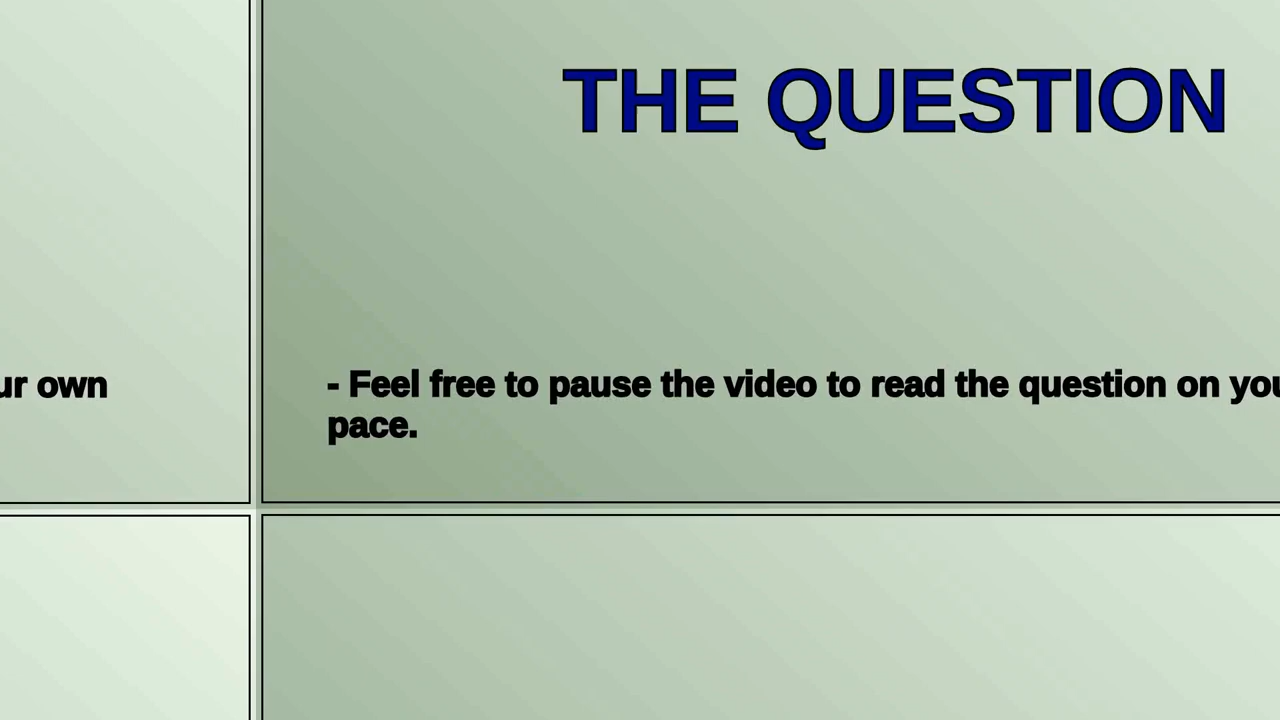 THE QUESTION
ur own
- Feel free to pause the video to read the question on you
pace.